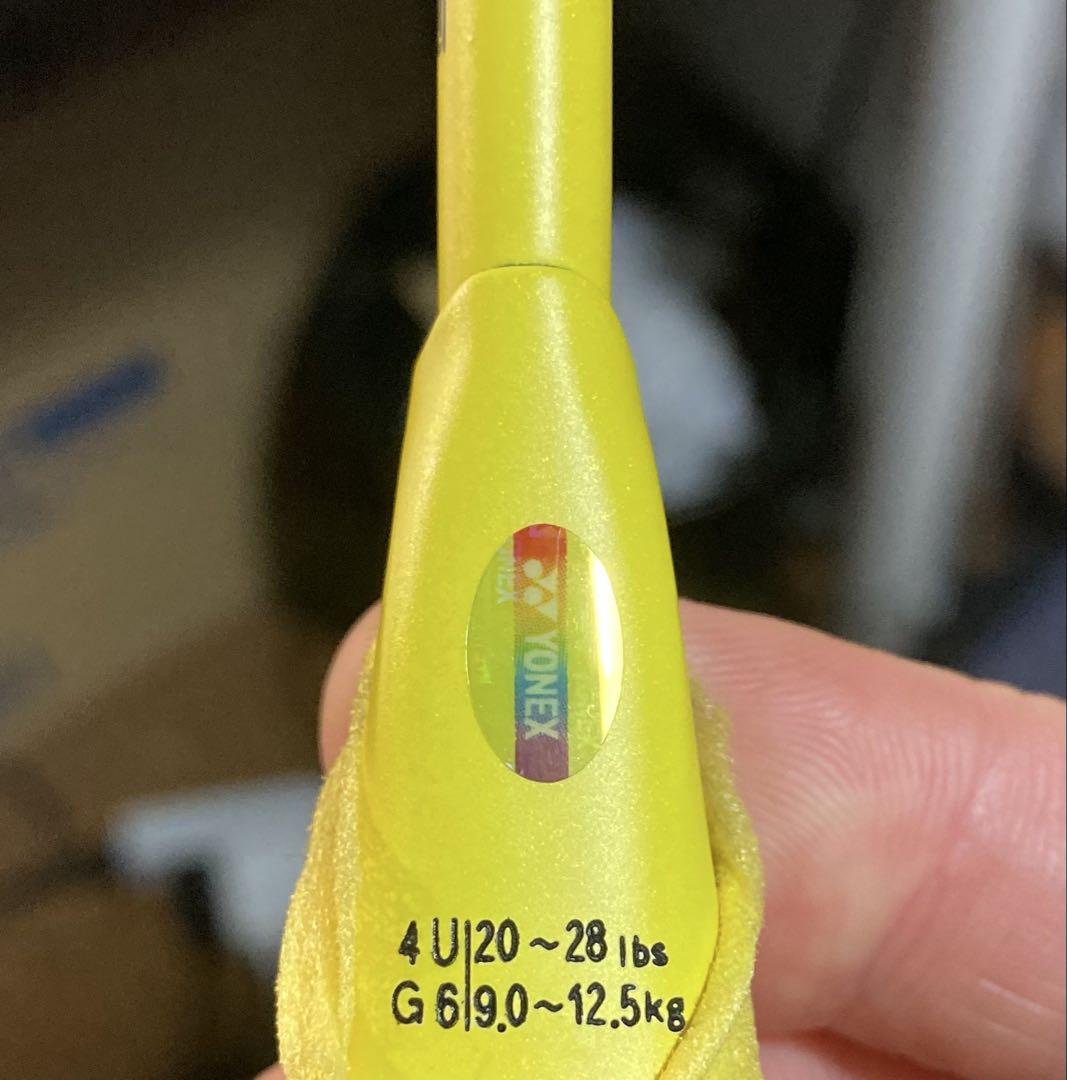 YONEX
4U 20~28 lbs
G6 9.0~12.5kg